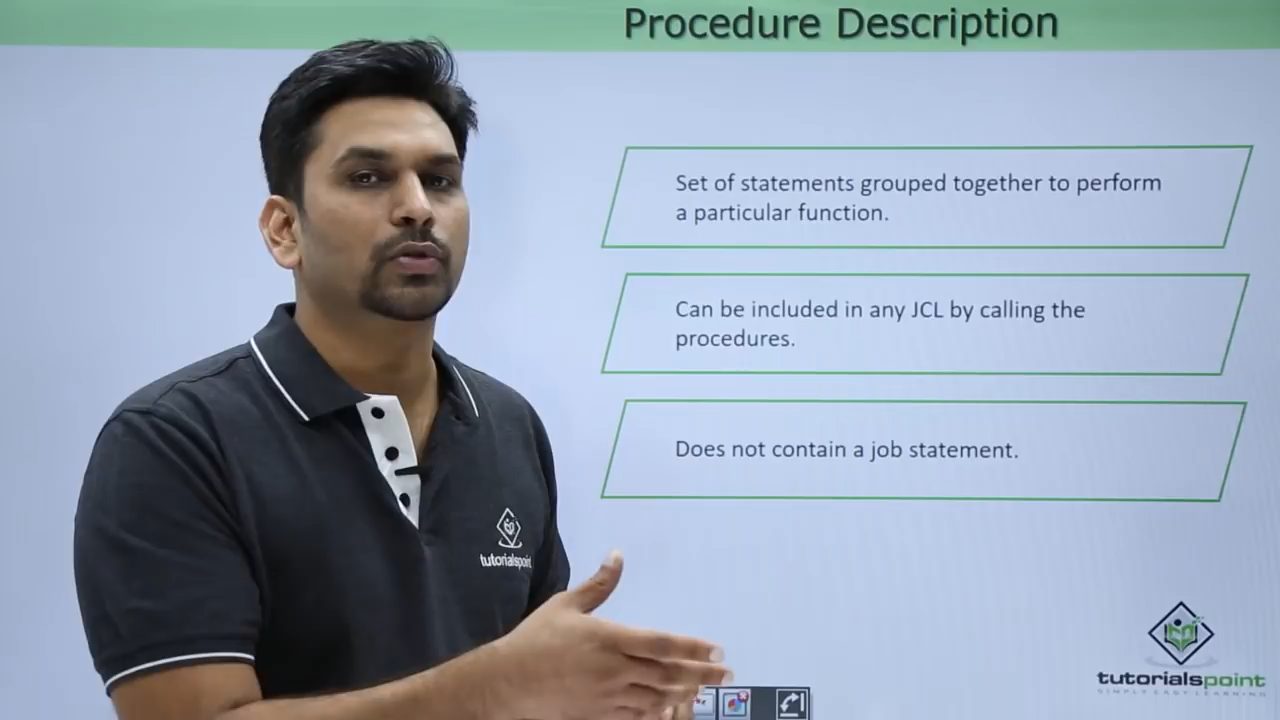 Procedure Description
Set of statements grouped together to perform
a particular function.
Can be included in any JCL by calling the
procedures.
Does not contain a job statement.
tutorialspoint
tutorialspoint
SIMPLY EASY LEARNING